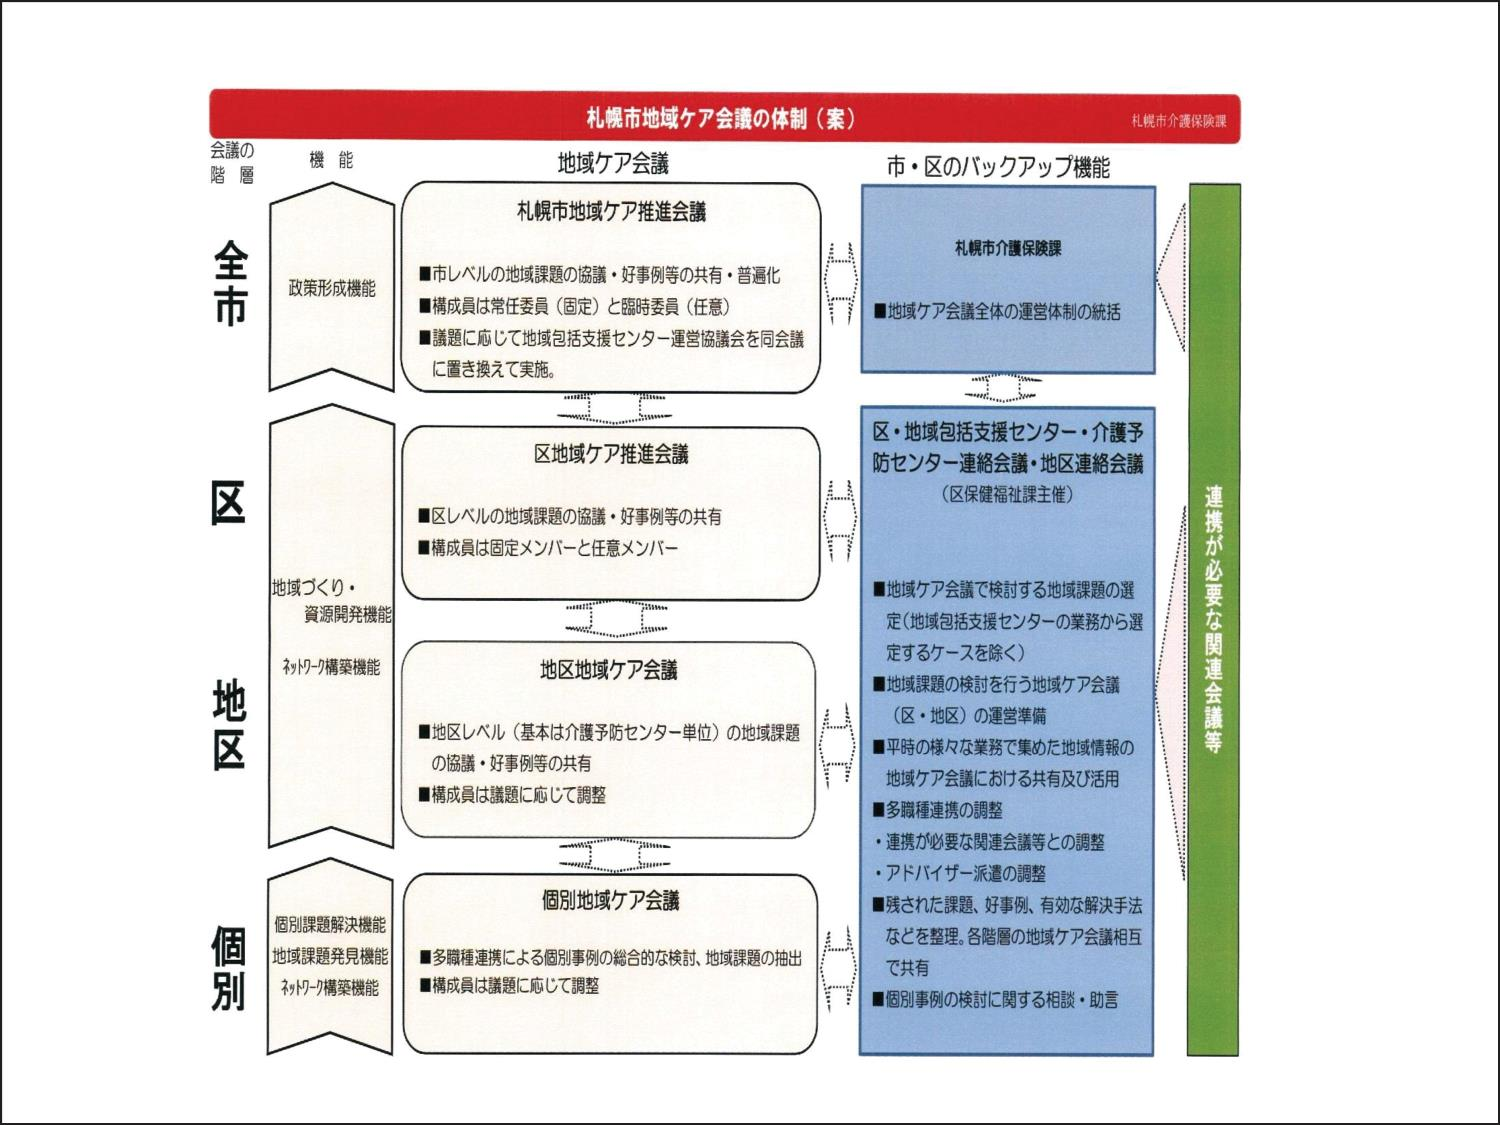 札幌市地域ケア会議の体制（案）
札幌市介護保険課
会議の
階　層
機　能
地域ケア会議
市・区のバックアップ機能
全市
政策形成機能
札幌市地域ケア推進会議
■市レベルの地域課題の協議・好事例等の共有・普遍化
■構成員は常任委員（固定）と臨時委員（任意）
■議題に応じて地域包括支援センター運営協議会を同会議
に置き換えて実施。
札幌市介護保険課
■地域ケア会議全体の運営体制の統括
区
地区
地域づくり・
資源開発機能
ﾈｯﾄﾜｰｸ構築機能
区地域ケア推進会議
■区レベルの地域課題の協議・好事例等の共有
■構成員は固定メンバーと任意メンバー
地区地域ケア会議
■地区レベル（基本は介護予防センター単位）の地域課題
の協議・好事例等の共有
■構成員は議題に応じて調整
個別
個別課題解決機能
地域課題発見機能
ﾈｯﾄﾜｰｸ構築機能
個別地域ケア会議
■多職種連携による個別事例の総合的な検討、地域課題の抽出
■構成員は議題に応じて調整
区・地域包括支援センター・介護予
防センター連絡会議・地区連絡会議
（区保健福祉課主催）
■地域ケア会議で検討する地域課題の選
定（地域包括支援センターの業務から選
定するケースを除く）
■地域課題の検討を行う地域ケア会議
（区・地区）の運営準備
■平時の様々な業務で集めた地域情報の
地域ケア会議における共有及び活用
■多職種連携の調整
・連携が必要な関連会議等との調整
・アドバイザー派遣の調整
■残された課題、好事例、有効な解決手法
などを整理。各階層の地域ケア会議相互
で共有
■個別事例の検討に関する相談・助言
連携が必要な関連会議等